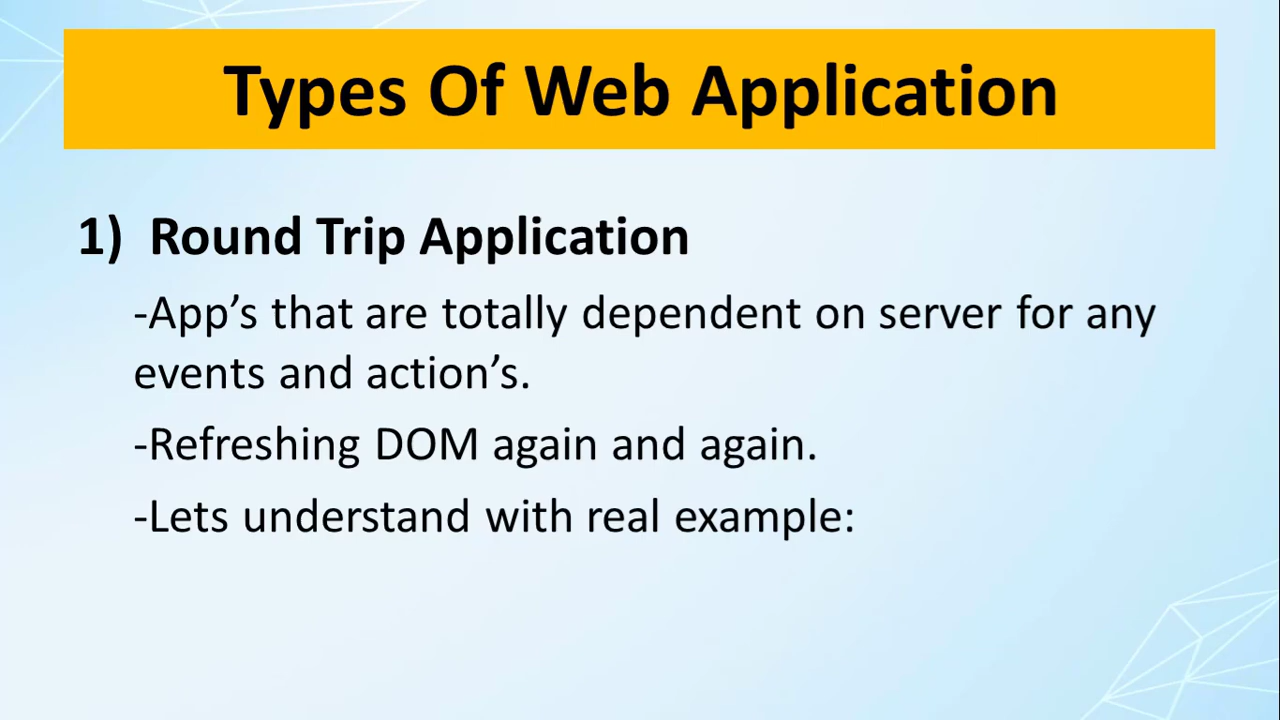 Types Of Web Application
1) Round Trip Application
-App’s that are totally dependent on server for any
events and action’s.
-Refreshing DOM again and again.
-Lets understand with real example: